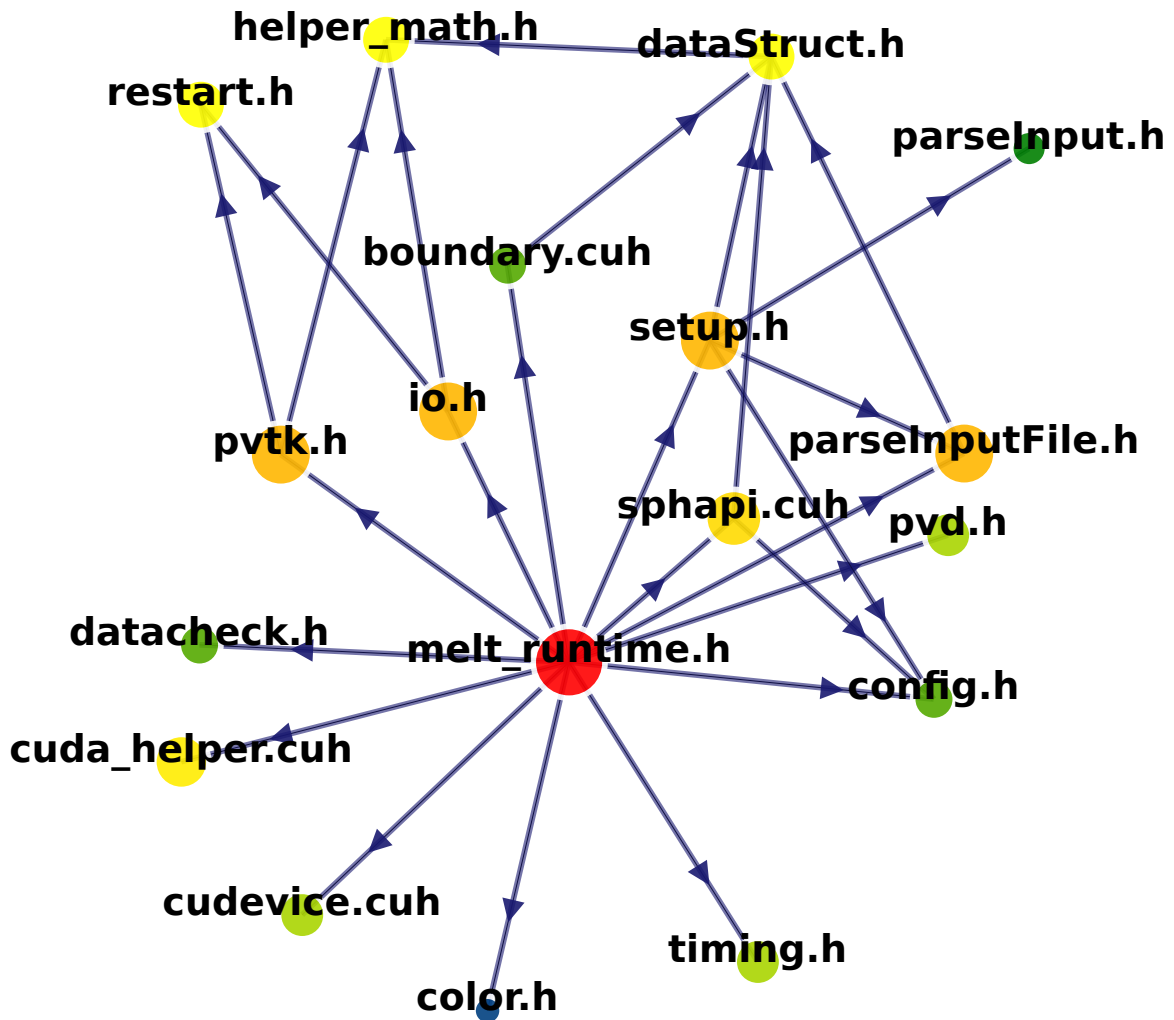 helper_math.h
dataStruct.h
restart.h
parseInput.h
boundary.cuh
setup.h
io.h
pvtk.h
parseInputFile.h
sphapi.cuh
pvd.h
datacheck.h
melt_runtime.h
config.h
cuda_helper.cuh
cudevice.cuh
timing.h
color.h